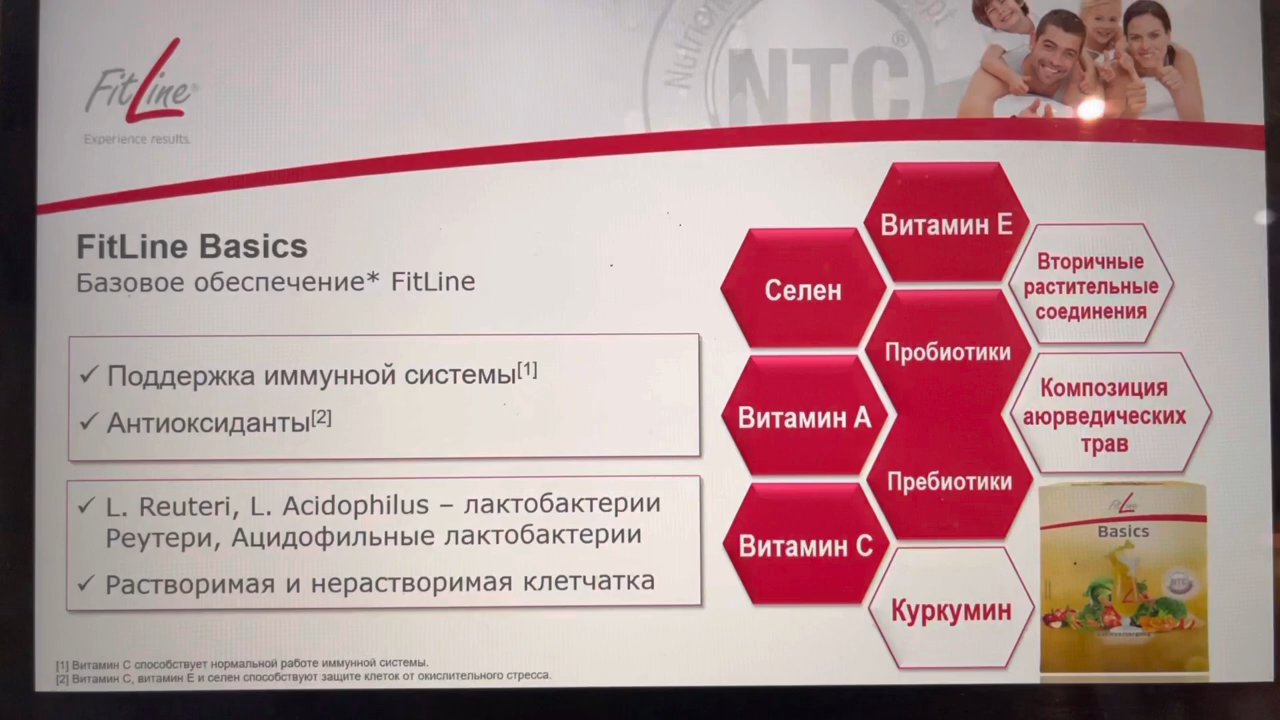 FitLine®
Experience results.
NTC®
FitLine Basics
Базовое обеспечение* FitLine
✓ Поддержка иммунной системы[1]
✓ Антиоксиданты[2]
✓ L. Reuteri, L. Acidophilus – лактобактерии
Реутери, Ацидофильные лактобактерии
✓ Растворимая и нерастворимая клетчатка
Витамин E
Селен
Вторичные
растительные
соединения
Пробиотики
Витамин A
Композиция
аюрведических
трав
Пребиотики
Витамин C
Куркумин
FitLine
Basics
NTC
[1] Витамин C способствует нормальной работе иммунной системы.
[2] Витамин C, витамин E и селен способствуют защите клеток от окислительного стресса.